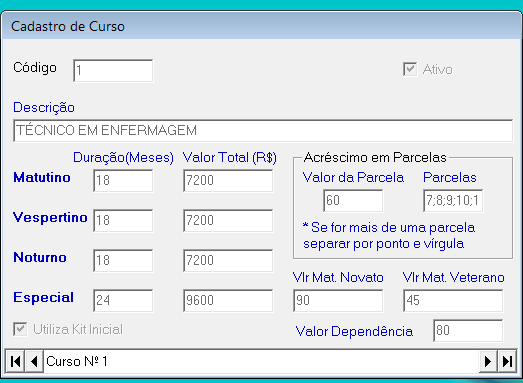 Cadastro de Curso
Código 1 Ativo
Descrição
TÉCNICO EM ENFERMAGEM
Duração(Meses) Valor Total (R$) Acréscimo em Parcelas
Matutino 18 7200 Valor da Parcela Parcelas
60 7;8;9;10;1
Vespertino 18 7200 * Se for mais de uma parcela
separar por ponto e vírgula
Noturno 18 7200
Vlr Mat. Novato Vlr Mat. Veterano
Especial 24 9600 90 45
Utiliza Kit Inicial Valor Dependência 80
Curso Nº 1